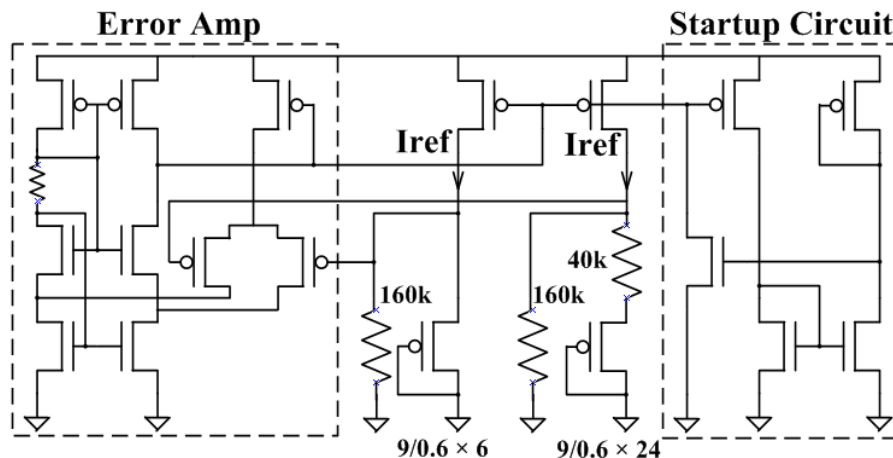 Error Amp
Startup Circuit
Iref
Iref
160k
160k
40k
9/0.6 × 6
9/0.6 × 24